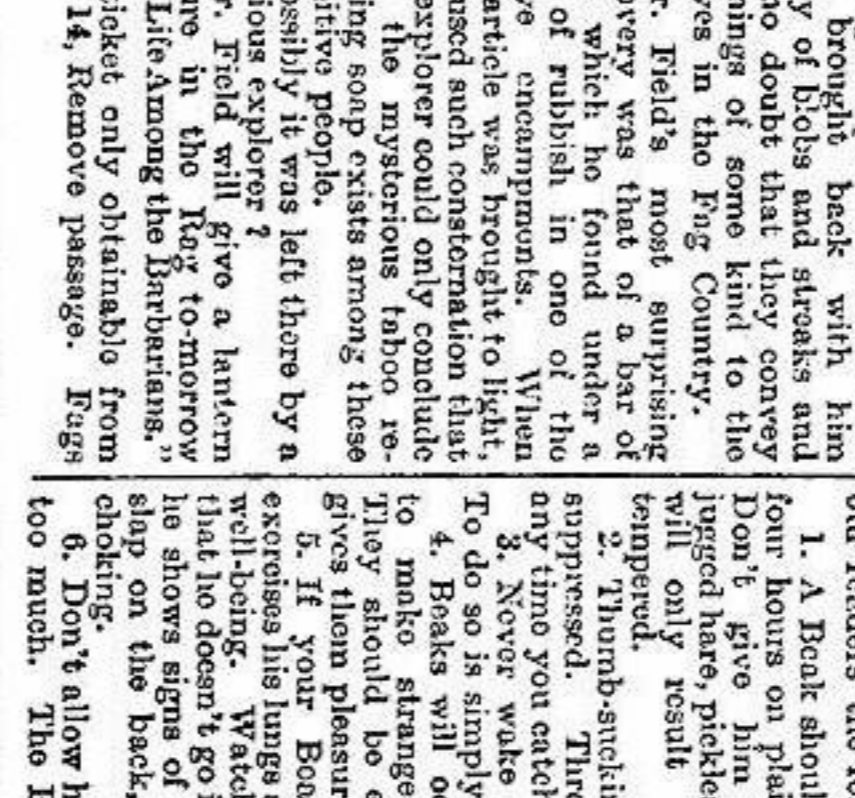 brought back with him
y of blobs and streaks and
no doubt that they convey
nings of some kind to the
ves in the Fug Country.
r. Field's most surprising
overy was that of a bar of
which he found under a
of rubbish in one of the
ve encampments. When
article was brought to light,
used such consternation that
explorer could only conclude
the mysterious taboo re-
ing soap exists among these
itive people.
ossibly it was left there by a
ious explorer ?
r. Field will give a lantern
ure in the Rag to-morrow
Life Among the Barbarians."
icket only obtainable from
14, Remove passage. Fags
old readers the fo
1. A Beak shoul
four hours on plai
Don't give him
jugged hare, pickle
will only result
tempered.
2. Thumb-sucki
suppressed. Thre
any time you catch
3. Never wake
To do so is simply
4. Beaks will oc
to make strange
They should be e
gives them pleasur
5. If your Bea
exercises his lungs
well-being. Watch
that he doesn't go i
he shows signs of
slap on the back,
choking.
6. Don't allow h
too much. The